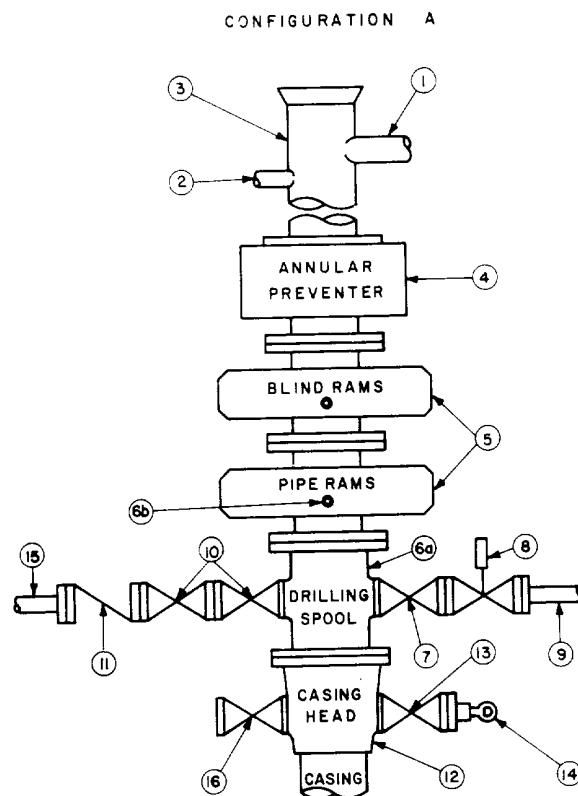 CONFIGURATION A
1
3
2
ANNULAR
PREVENTER
4
BLIND RAMS
5
PIPE RAMS
6b
6a
8
15
10
DRILLING
SPOOL
11
7
9
13
CASING
HEAD
16
12
14
CASING